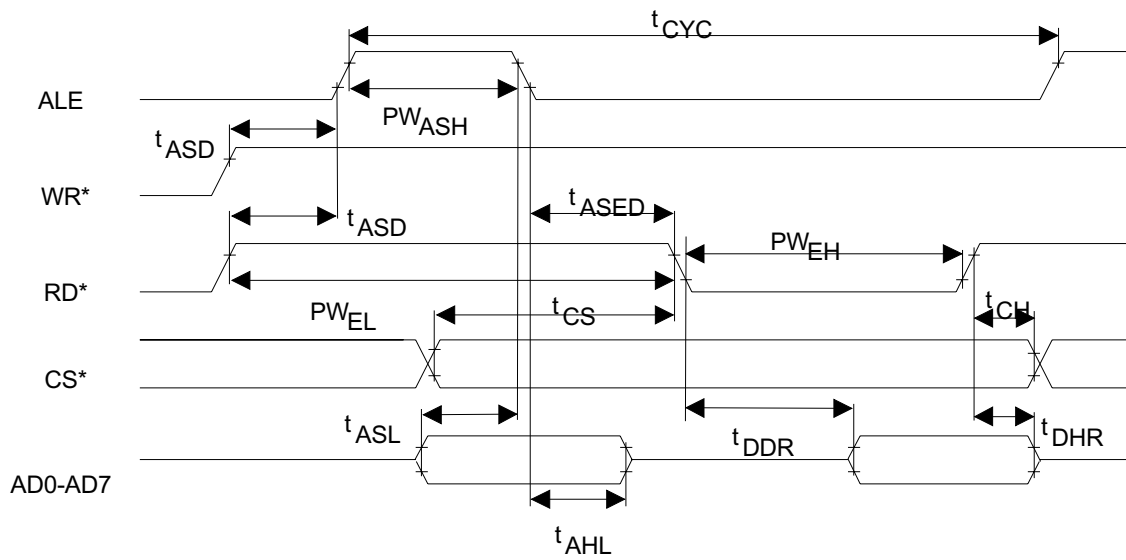 tCYC
ALE
PWASH
tASD
WR*
tASED
tASD
PWEH
RD*
tCS
tCH
PWEL
CS*
tASL
tDDR
tDHR
AD0-AD7
tAHL